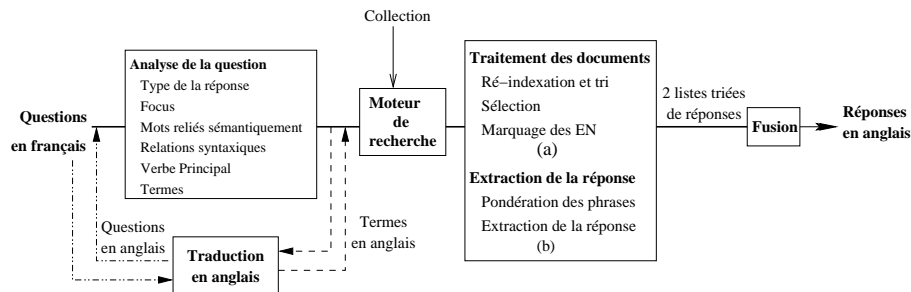 Collection
Questions
en français
Analyse de la question
Type de la réponse
Focus
Mots reliés sémantiquement
Relations syntaxiques
Verbe Principal
Termes
Questions
en anglais
Traduction
en anglais
Termes
en anglais
Moteur
de
recherche
Traitement des documents
Ré−indexation et tri
Sélection
Marquage des EN
(a)
Extraction de la réponse
Pondération des phrases
Extraction de la réponse
(b)
2 listes triées
de réponses
Fusion
Réponses
en anglais